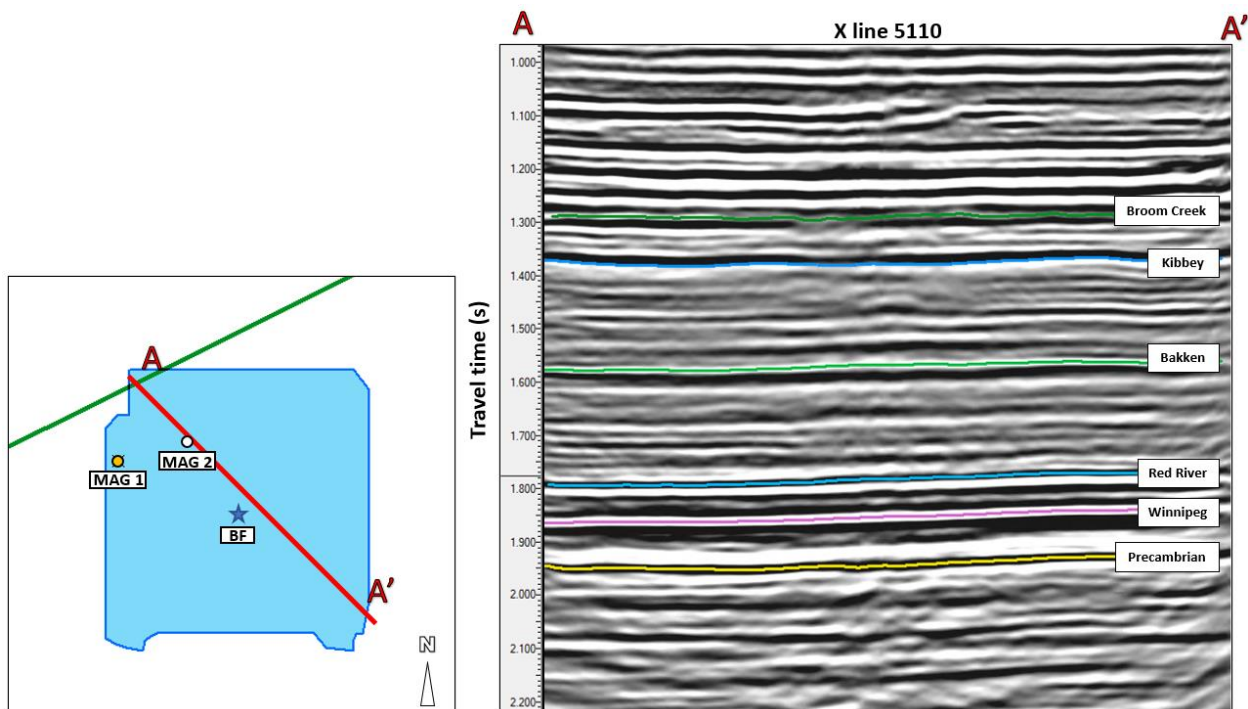 A
X line 5110
A'
1.000
1.100
1.200
1.300
1.400
1.500
1.600
1.700
1.800
1.900
2.000
2.100
2.200
Travel time (s)
Broom Creek
Kibbey
Bakken
Red River
Winnipeg
Precambrian
A
MAG 1
MAG 2
BF
A'
N